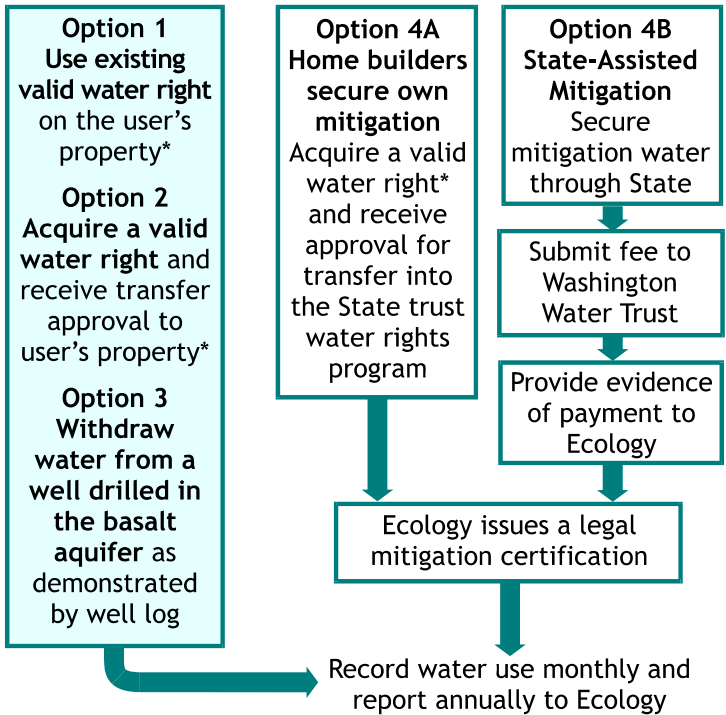 Option 1
Use existing
valid water right
on the user's
property*
Option 2
Acquire a valid
water right and
receive transfer
approval to
user's property*
Option 3
Withdraw
water from a
well drilled in
the basalt
aquifer as
demonstrated
by well log
Option 4A
Home builders
secure own
mitigation
Acquire a valid
water right*
and receive
approval for
transfer into
the State trust
water rights
program
Option 4B
State-Assisted
Mitigation
Secure
mitigation water
through State
Submit fee to
Washington
Water Trust
Provide evidence
of payment to
Ecology
Ecology issues a legal
mitigation certification
Record water use monthly and
report annually to Ecology